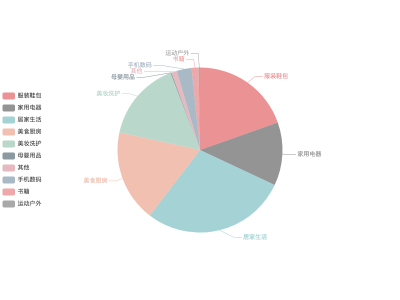 运动户外
书籍
手机数码
其他
母婴用品
美妆洗护
美食厨房
服装鞋包
家用电器
居家生活
服装鞋包
家用电器
居家生活
美食厨房
美妆洗护
母婴用品
其他
手机数码
书籍
运动户外